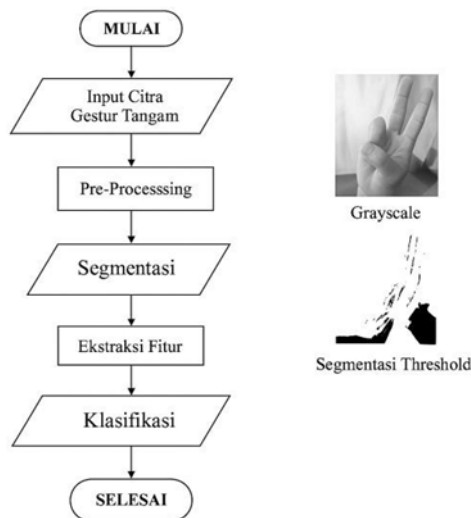 MULAI
Input Citra
Gestur Tangam
Pre-Processsing
Segmentasi
Ekstraksi Fitur
Klasifikasi
SELESAI
Grayscale
Segmentasi Threshold